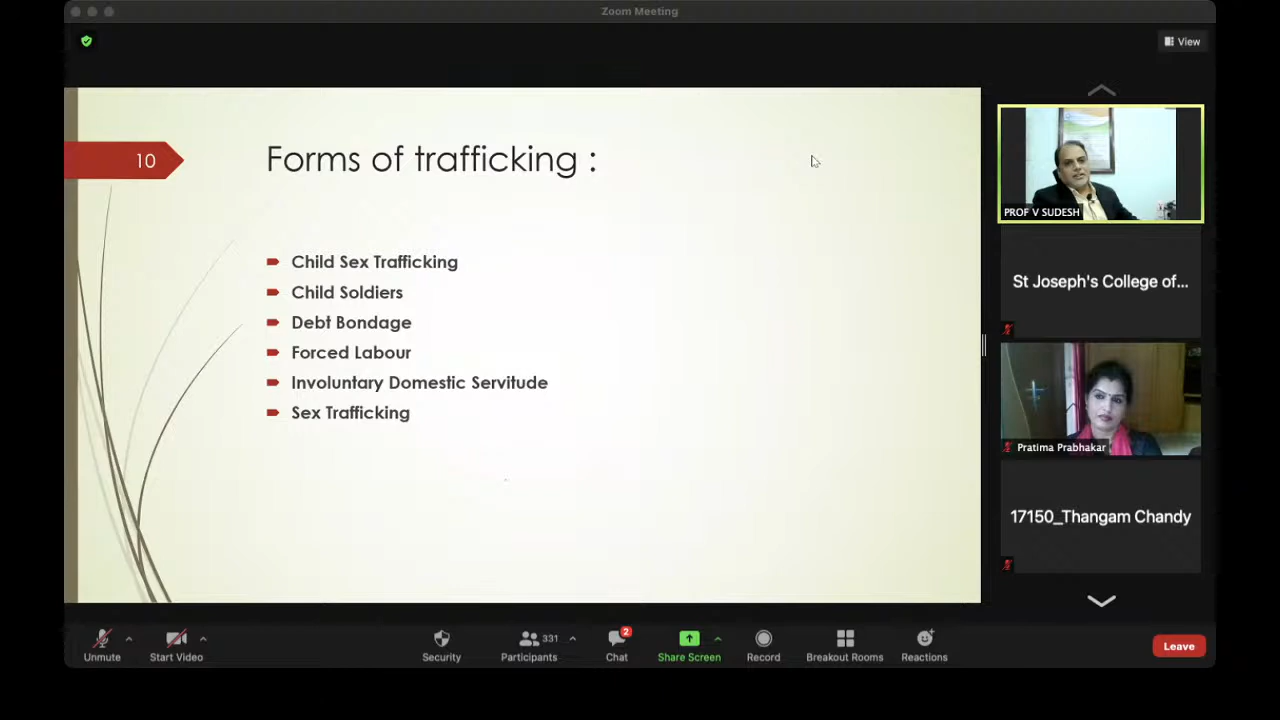 Zoom Meeting
View
10
Forms of trafficking :
Child Sex Trafficking
Child Soldiers
Debt Bondage
Forced Labour
Involuntary Domestic Servitude
Sex Trafficking
PROF V SUDESH
St Joseph's College of...
Pratima Prabhakar
17150_Thangam Chandy
Unmute
Start Video
Security
331
Participants
2
Chat
Share Screen
Record
Breakout Rooms
Reactions
Leave